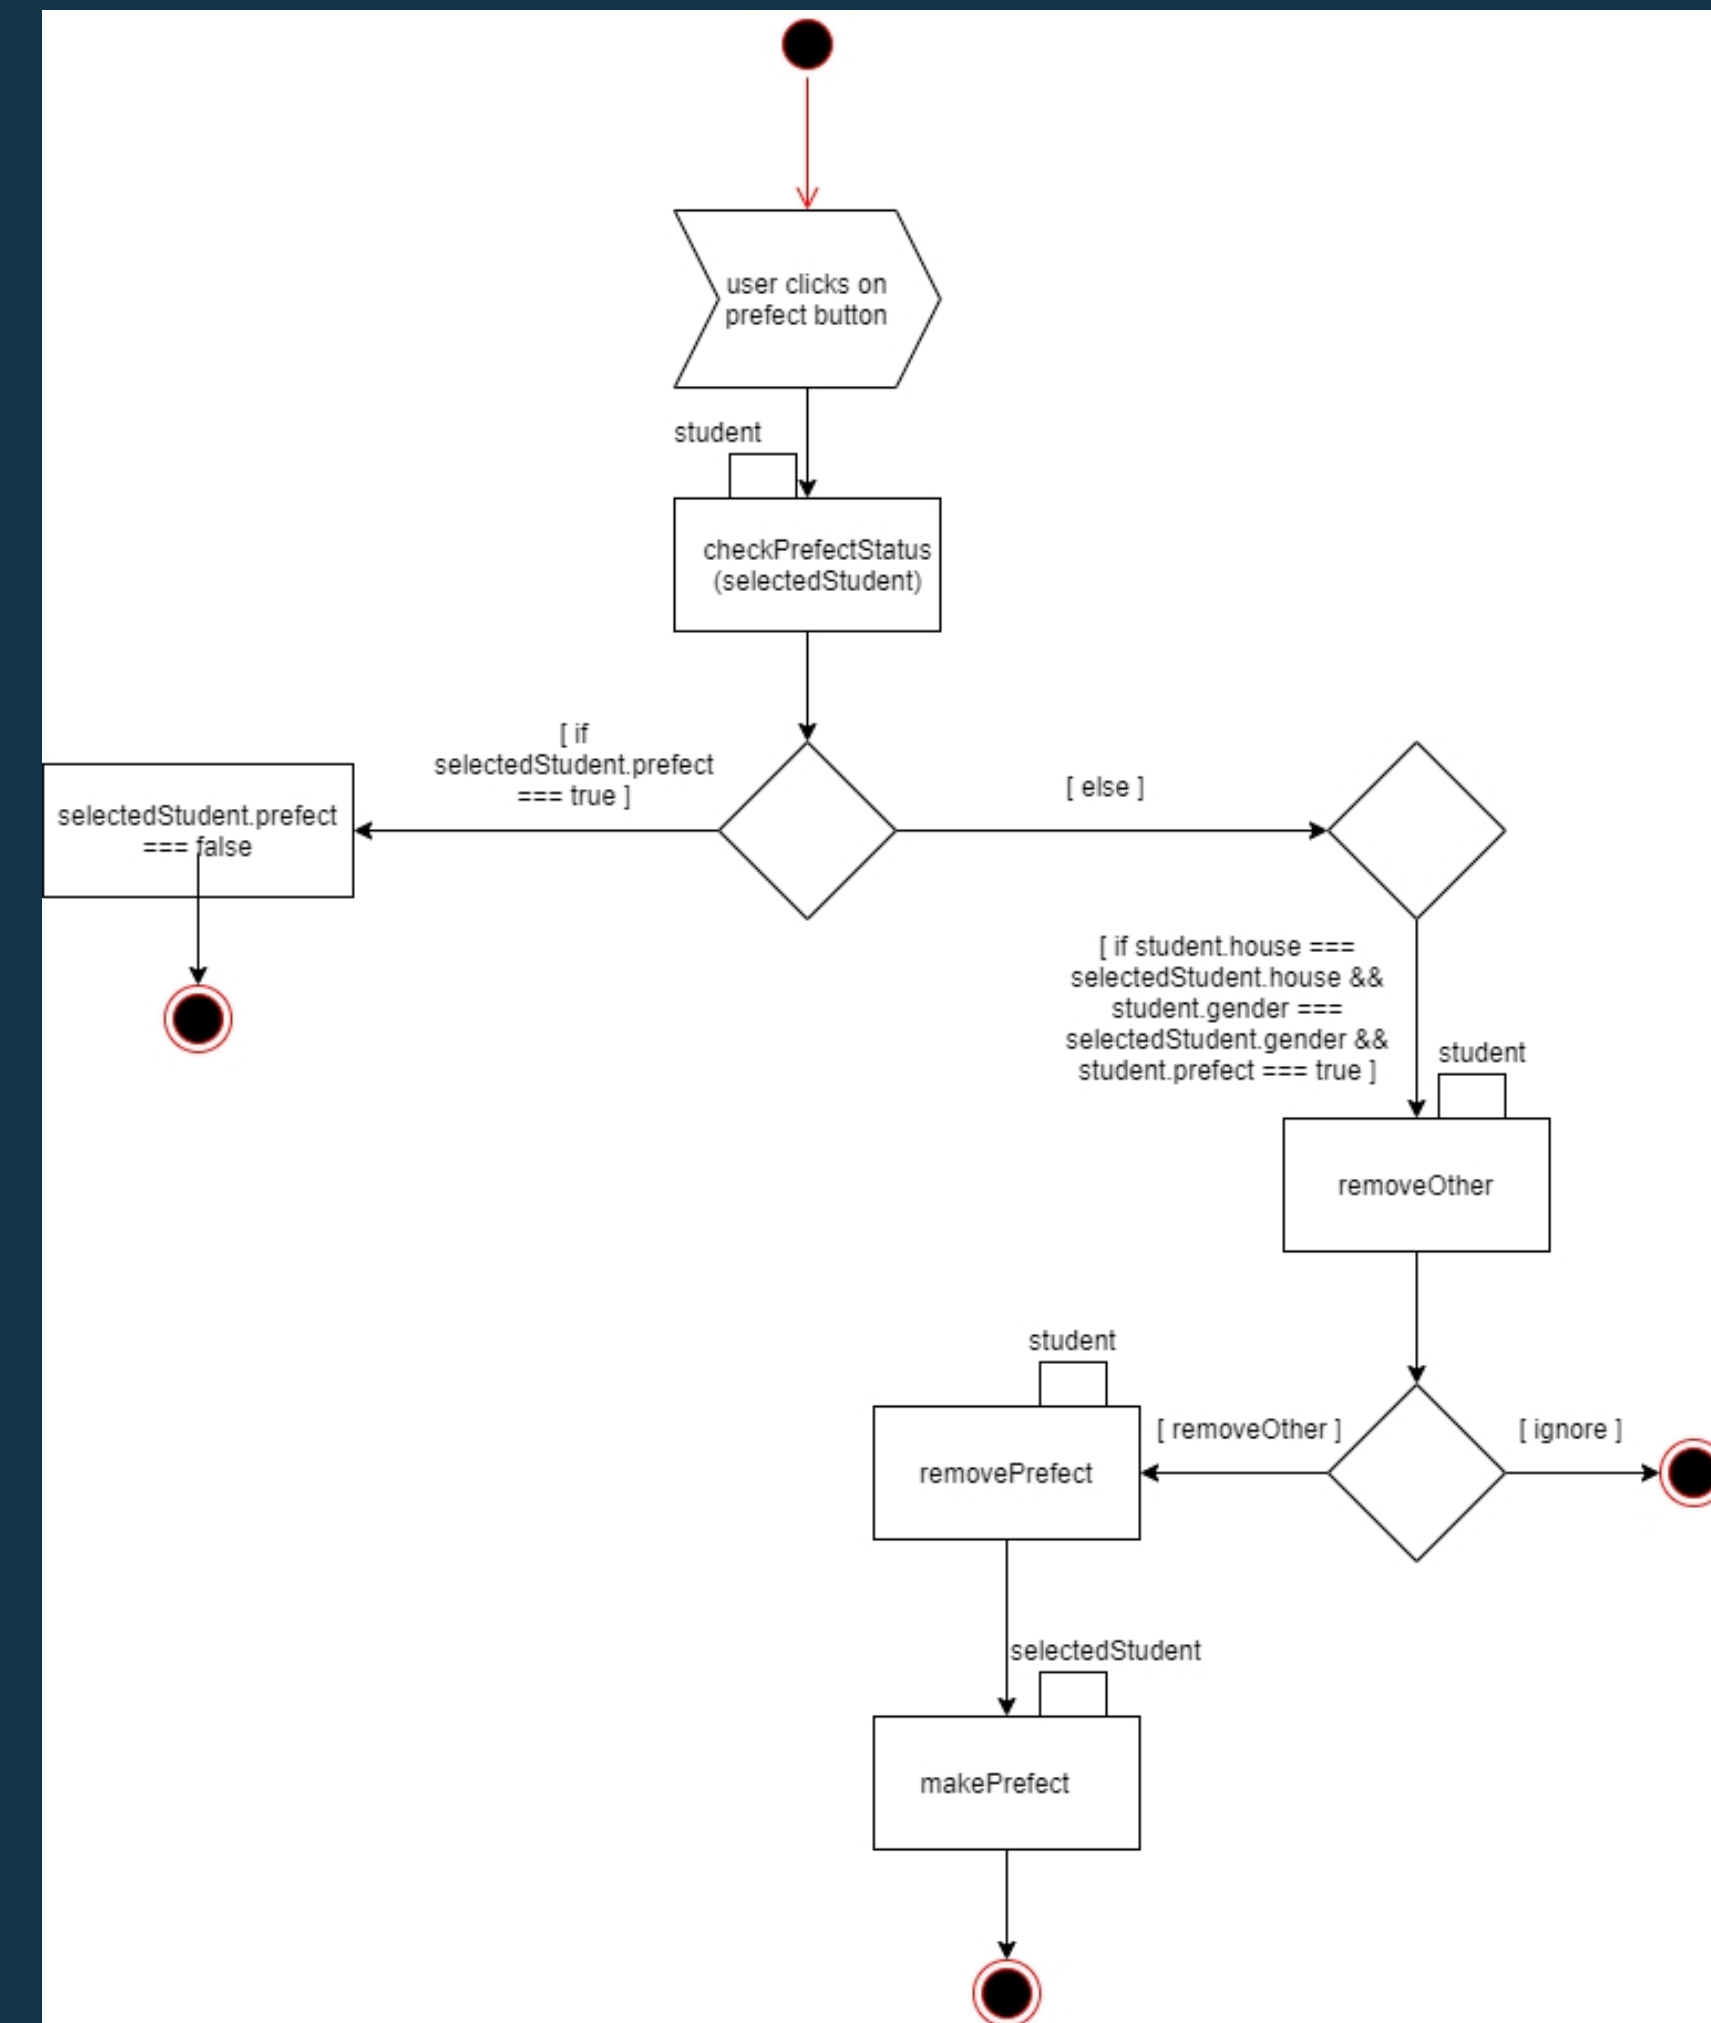 user clicks on
prefect button
student
checkPrefectStatus
(selectedStudent)
[ if
selectedStudent.prefect
=== true ]
[ else ]
selectedStudent.prefect
=== false
[ if student.house ===
selectedStudent.house &&
student.gender ===
selectedStudent.gender &&
student.prefect === true ]
student
removeOther
student
[ removeOther ]
[ ignore ]
removePrefect
selectedStudent
makePrefect